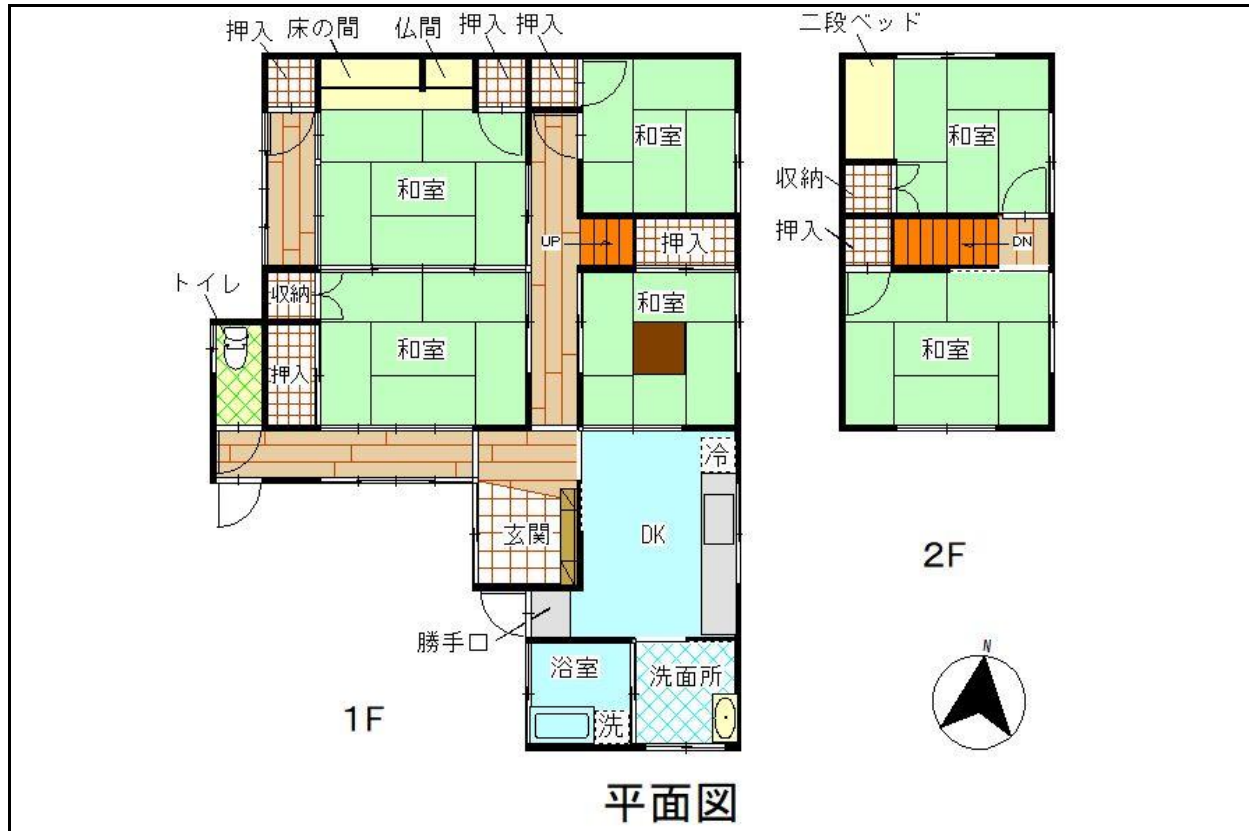 押入
床の間
仏間
押入
押入
二段ベッド
和室
和室
和室
収納
UP
押入
押入
DN
トイレ
収納
和室
和室
押入
和室
冷
玄関
DK
2F
勝手口
浴室
洗面所
洗
1F
N
平面図